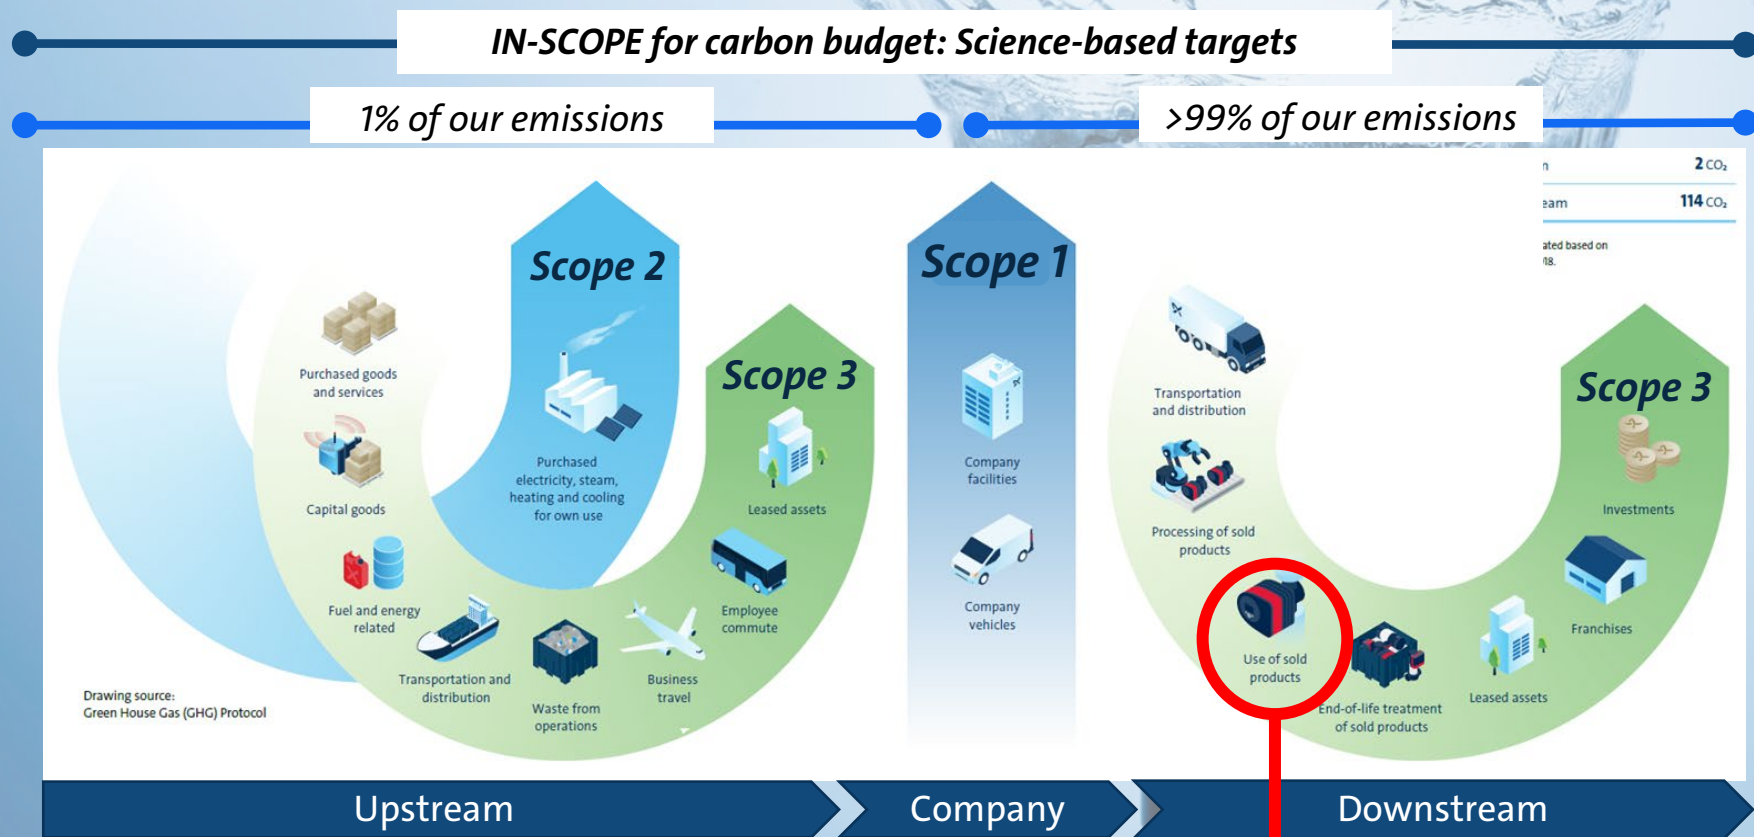 IN-SCOPE for carbon budget: Science-based targets
1% of our emissions
>99% of our emissions
n
2 CO₂
eam
114 CO₂
ated based on
18.
Scope 2
Scope 1
Scope 3
Scope 3
Purchased goods
and services
Capital goods
Fuel and energy
related
Transportation and
distribution
Waste from
operations
Business
travel
Employee
commute
Leased assets
Purchased
electricity, steam,
heating and cooling
for own use
Company
facilities
Company
vehicles
Transportation
and distribution
Processing of sold
products
Use of sold
products
End-of-life treatment
of sold products
Leased assets
Franchises
Investments
Drawing source:
Green House Gas (GHG) Protocol
Upstream
Company
Downstream